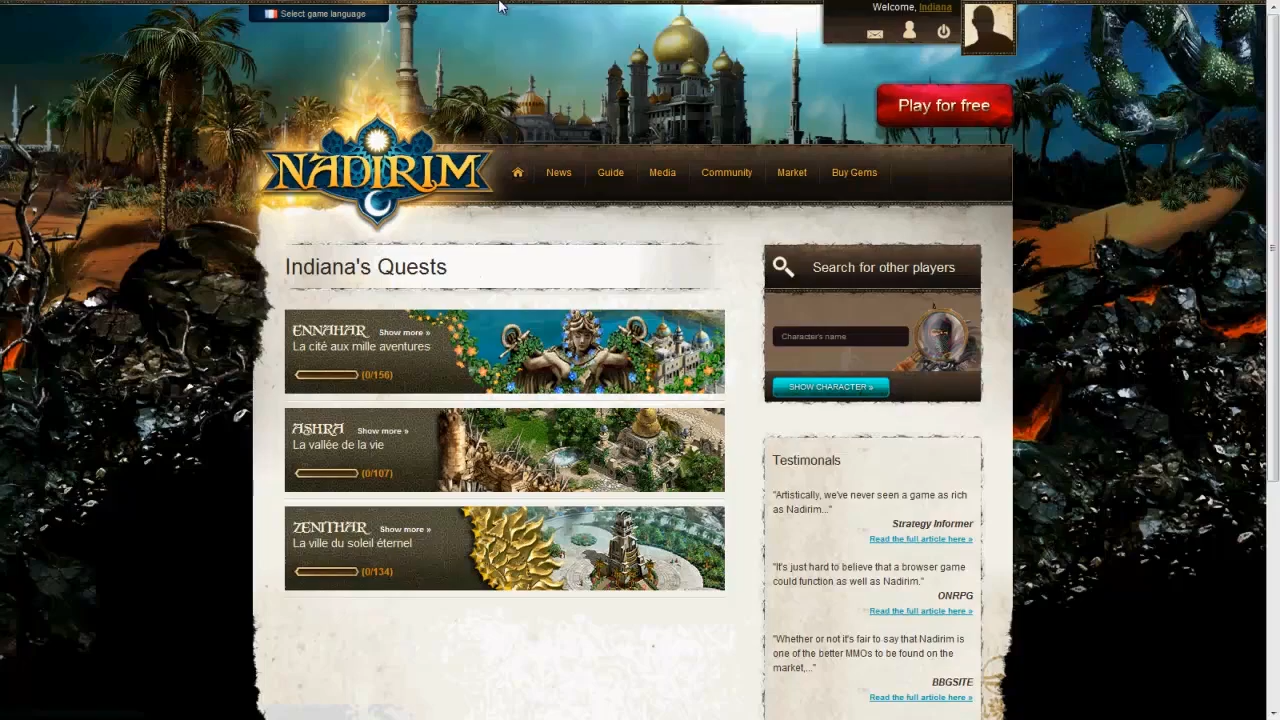 Select game language
Welcome, Indiana
Play for free
NADIRIM
News
Guide
Media
Community
Market
Buy Gems
Indiana's Quests
ENNAHAR Show more »
La cité aux mille aventures
(0/156)
ASHRA Show more »
La vallée de la vie
(0/107)
ZENITHAR Show more »
La ville du soleil éternel
(0/134)
Search for other players
Character's name
SHOW CHARACTER »
Testimonals
"Artistically, we've never seen a game as rich
as Nadirim..."
Strategy Informer
Read the full article here »
"It's just hard to believe that a browser game
could function as well as Nadirim."
ONRPG
Read the full article here »
"Whether or not it's fair to say that Nadirim is
one of the better MMOs to be found on the
market,..."
BBGSITE
Read the full article here »